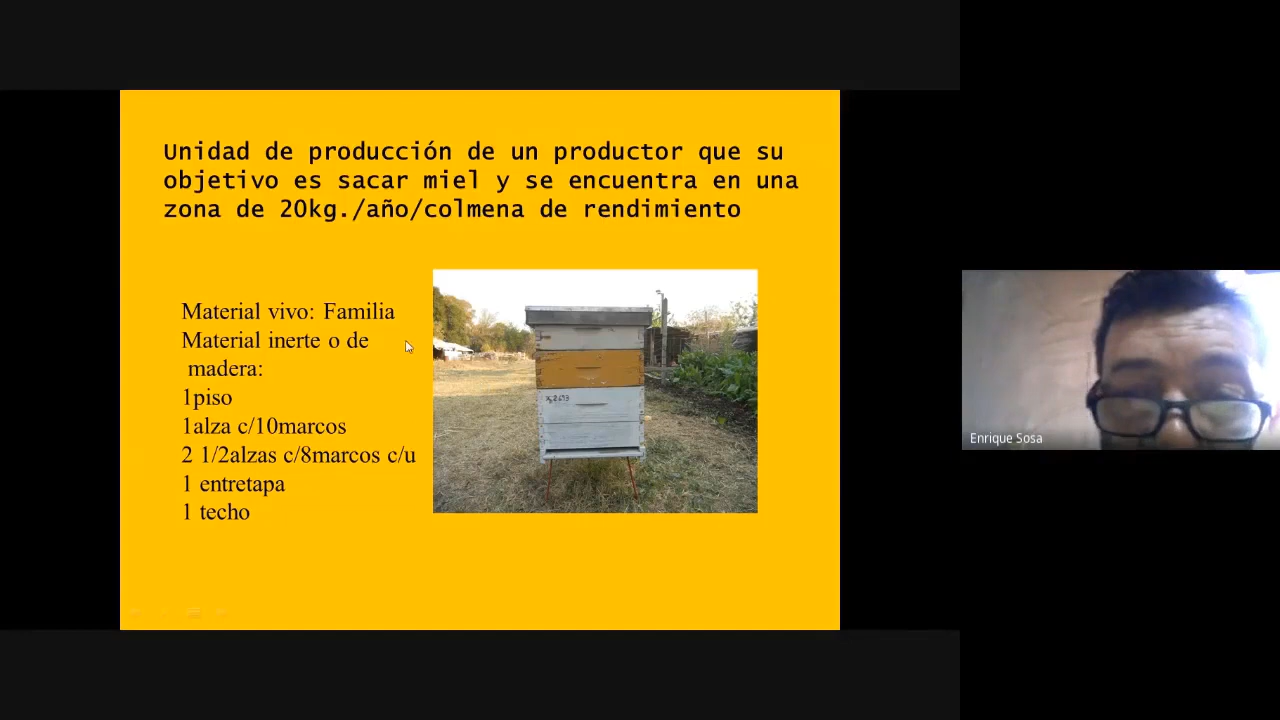 Unidad de producción de un productor que su
objetivo es sacar miel y se encuentra en una
zona de 20kg./año/colmena de rendimiento
Material vivo: Familia
Material inerte o de
madera:
1piso
1alza c/10marcos
2 1/2alzas c/8marcos c/u
1 entretapa
1 techo
Enrique Sosa